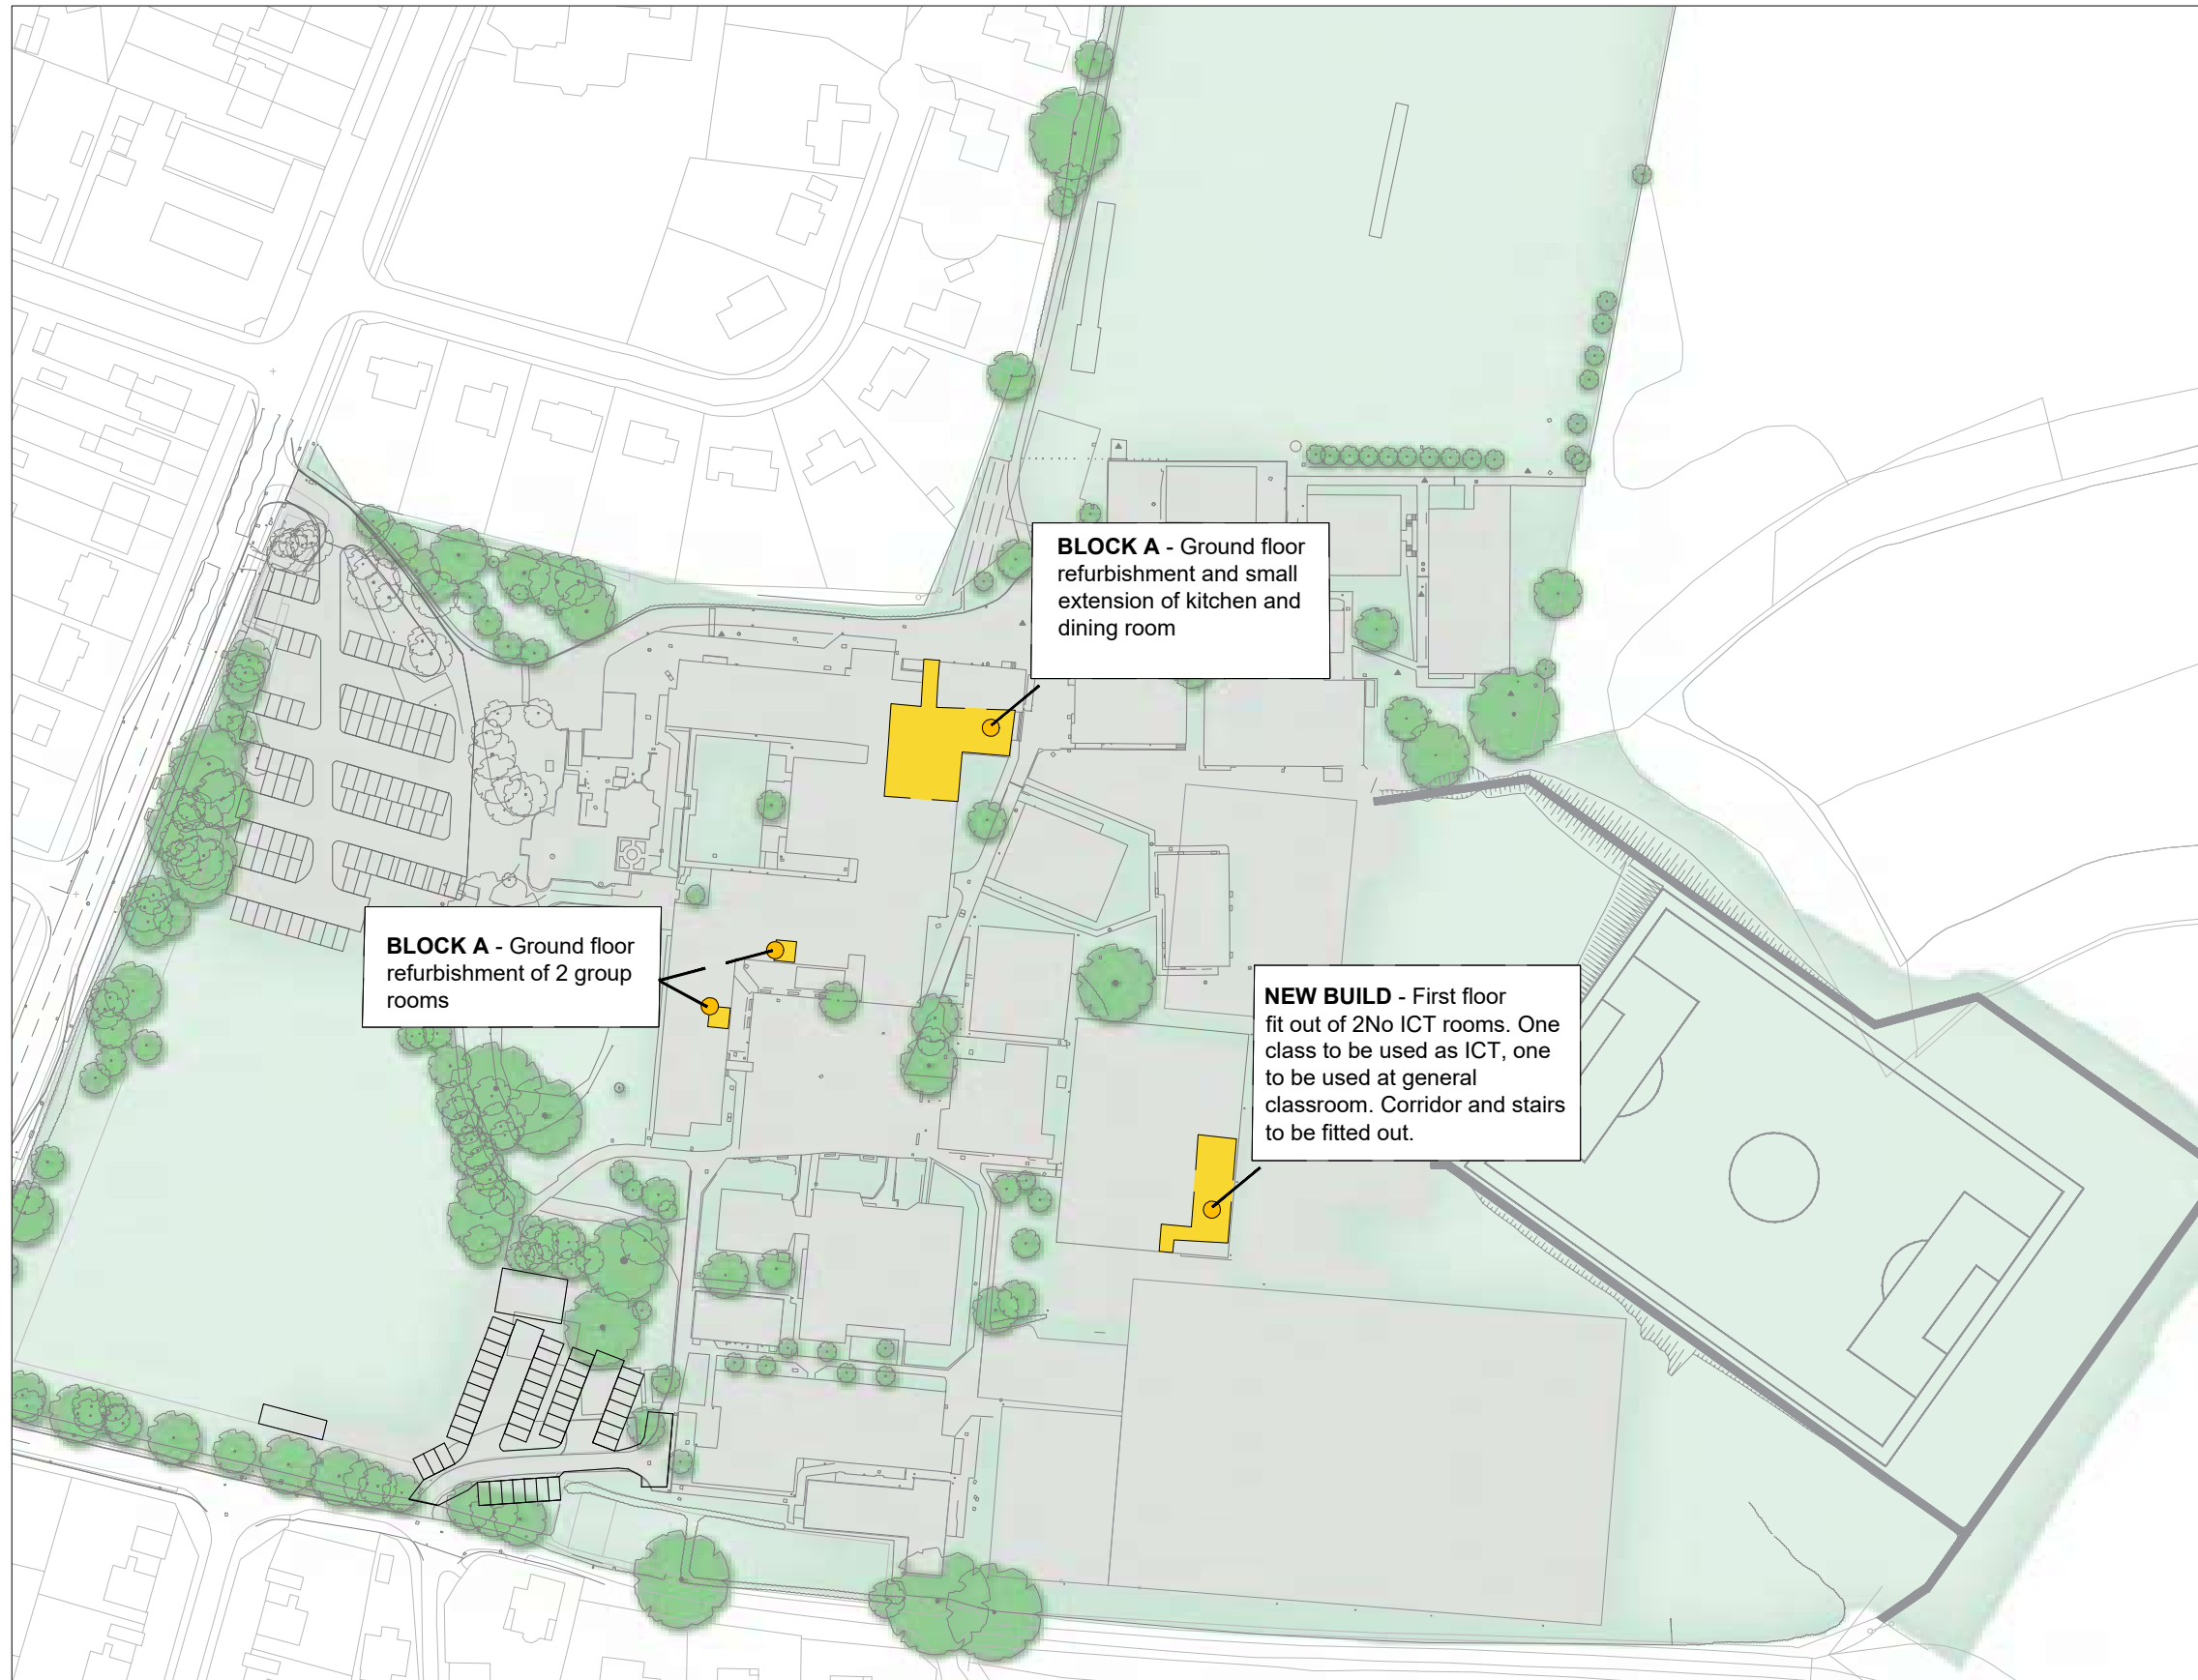 BLOCK A - Ground floor
refurbishment and small
extension of kitchen and
dining room
BLOCK A - Ground floor
refurbishment of 2 group
rooms
NEW BUILD - First floor
fit out of 2No ICT rooms. One
class to be used as ICT, one
to be used at general
classroom. Corridor and stairs
to be fitted out.